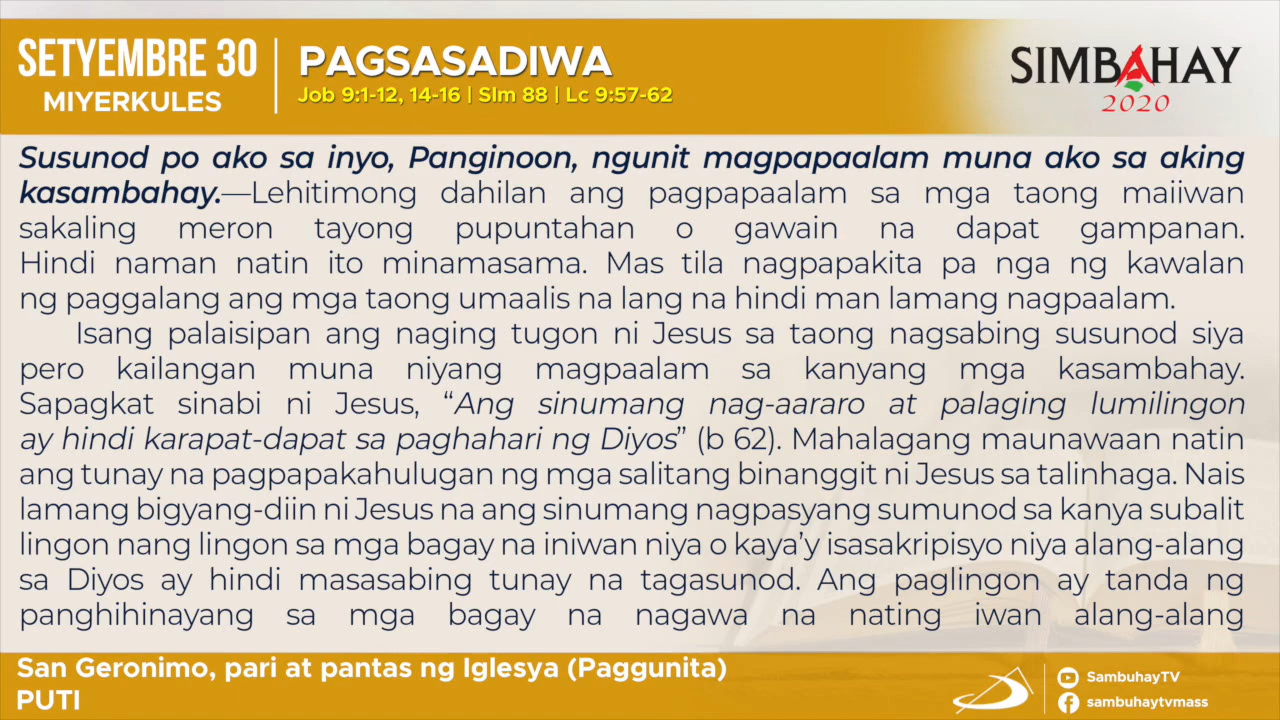 SETYEMBRE 30
MIYERKULES
PAGSASADIWA
Job 9:1-12, 14-16 | Slm 88 | Lc 9:57-62
SIMBAHAY
2020
Susunod po ako sa inyo, Panginoon, ngunit magpapaalam muna ako sa aking
kasambahay.—Lehitimong dahilan ang pagpapaalam sa mga taong maiiwan
sakaling meron tayong pupuntahan o gawain na dapat gampanan.
Hindi naman natin ito minamasama. Mas tila nagpapakita pa nga ng kawalan
ng paggalang ang mga taong umaalis na lang na hindi man lamang nagpaalam.
Isang palaisipan ang naging tugon ni Jesus sa taong nagsabing susunod siya
pero kailangan muna niyang magpaalam sa kanyang mga kasambahay.
Sapagkat sinabi ni Jesus, “Ang sinumang nag-aararo at palaging lumilingon
ay hindi karapat-dapat sa paghahari ng Diyos” (b 62). Mahalagang maunawaan natin
ang tunay na pagpapakahulugan ng mga salitang binanggit ni Jesus sa talinhaga. Nais
lamang bigyang-diin ni Jesus na ang sinumang nagpasyang sumunod sa kanya subalit
lingon nang lingon sa mga bagay na iniwan niya o kaya’y isasakripisyo niya alang-alang
sa Diyos ay hindi masasabing tunay na tagasunod. Ang paglingon ay tanda ng
panghihinayang sa mga bagay na nagawa na nating iwan alang-alang
San Geronimo, pari at pantas ng Iglesya (Paggunita)
PUTI
SambuhayTV
sambuhaytvmass